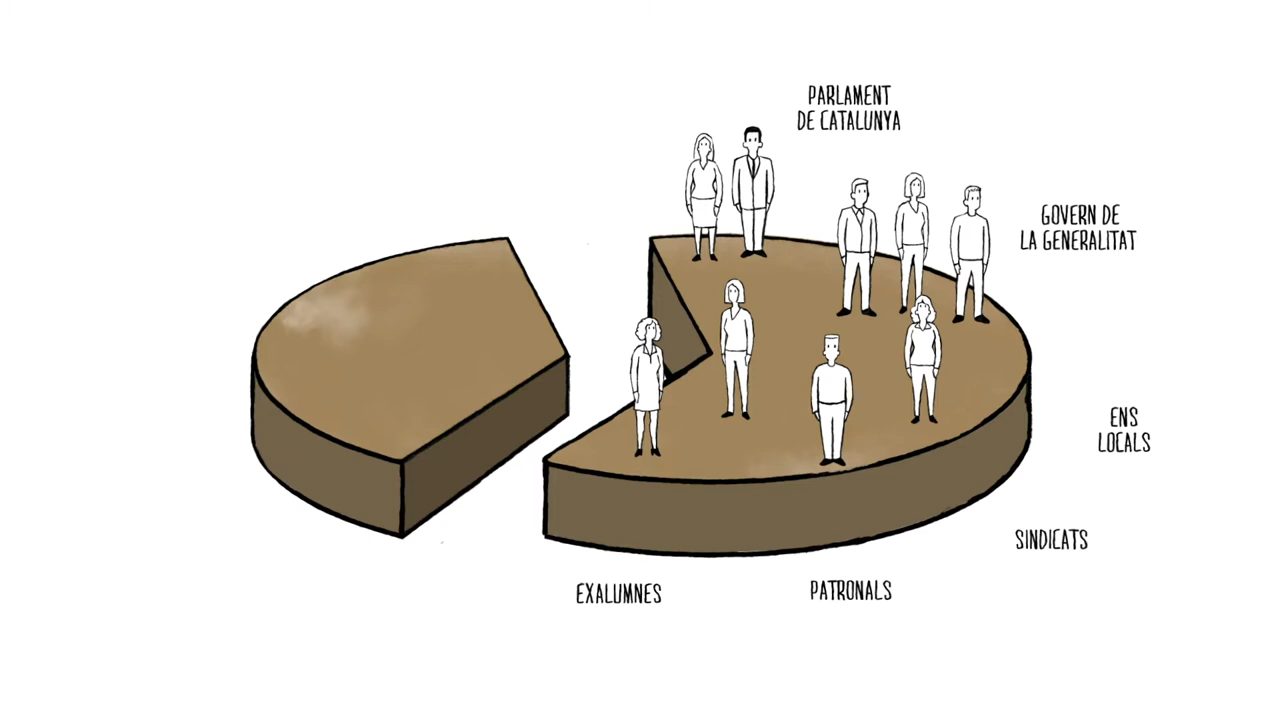 PARLAMENT
DE CATALUNYA
GOVERN DE
LA GENERALITAT
ENS
LOCALS
SINDICATS
PATRONALS
EXALUMNES